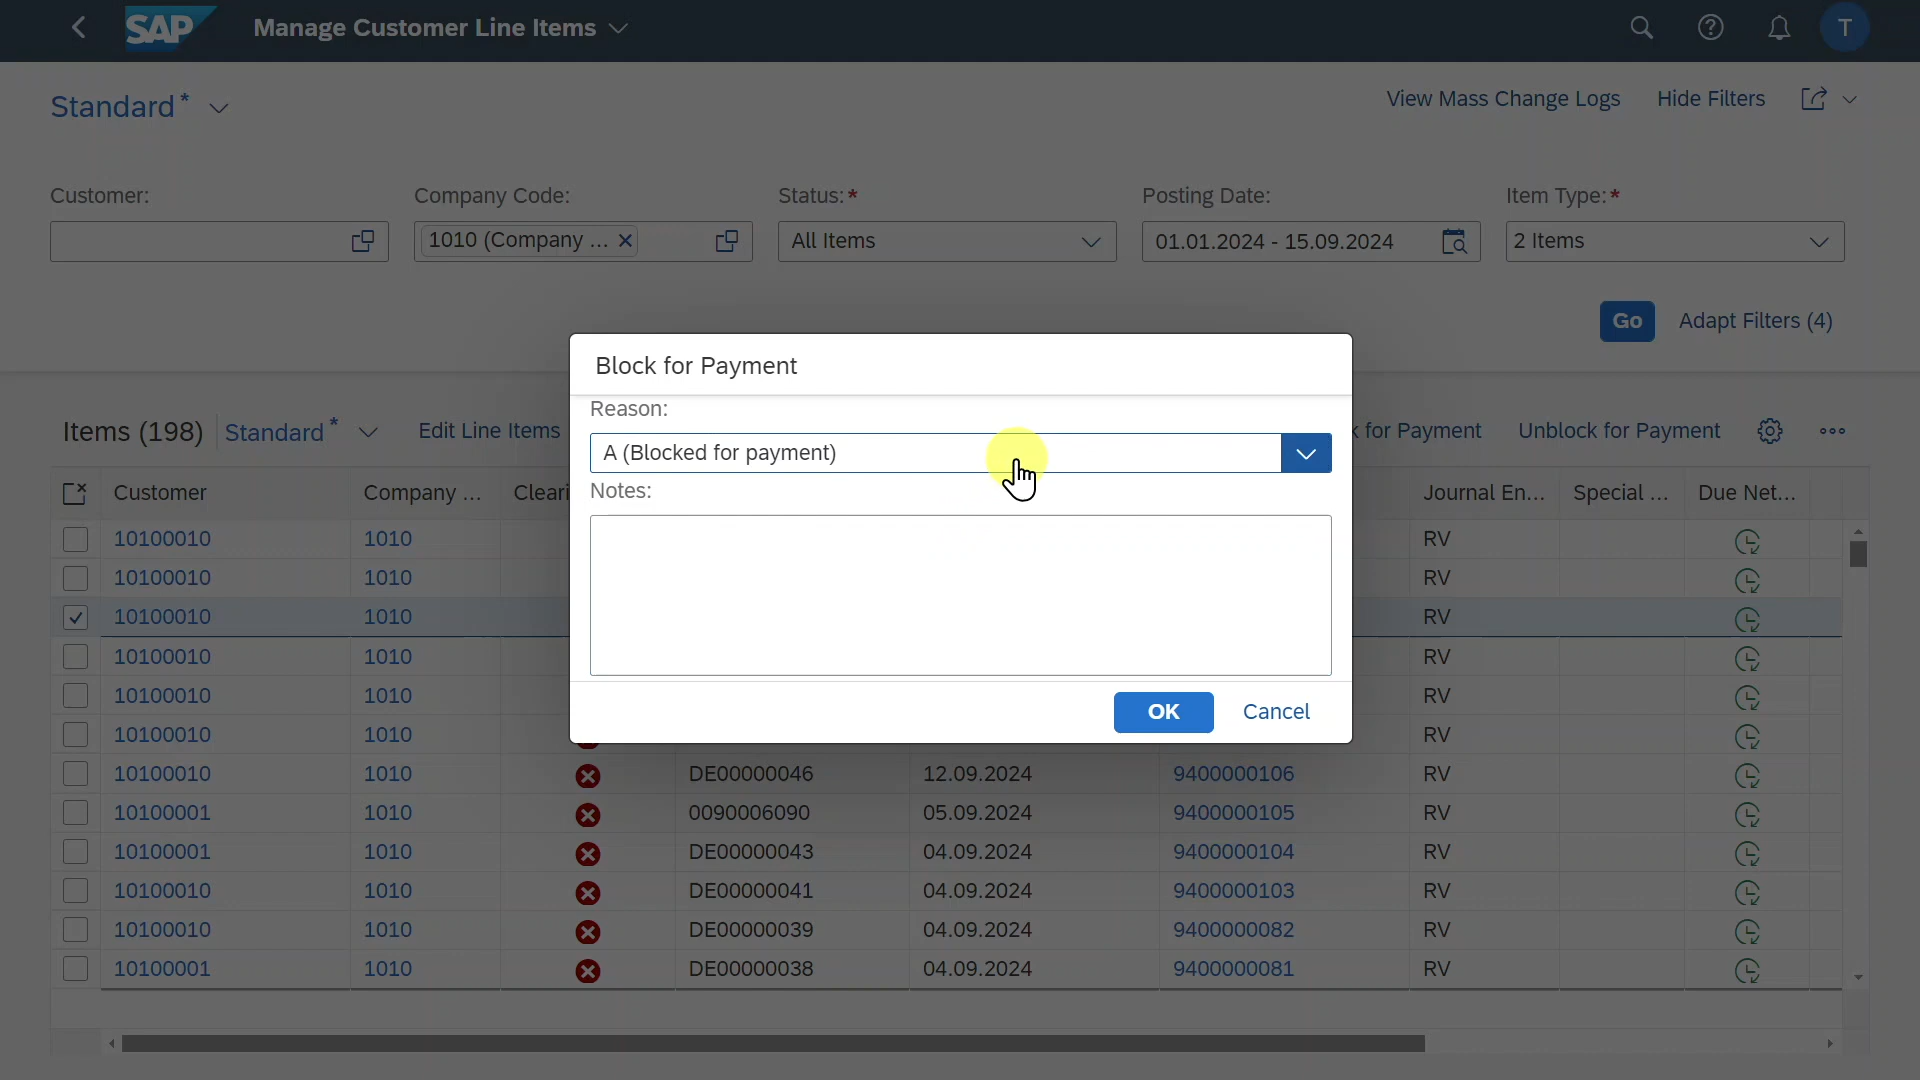 SAP Manage Customer Line Items T
Standard* View Mass Change Logs Hide Filters
Customer: Company Code: Status:* Posting Date: Item Type:*
1010 (Company ... All Items 01.01.2024 - 15.09.2024 2 Items
Go Adapt Filters (4)
Block for Payment
Reason:
A (Blocked for payment)
Notes:
OK Cancel
Items (198) Standard* Edit Line Items k for Payment Unblock for Payment
Customer Company ... Cleari Journal En... Special ... Due Net...
10100010 1010 RV
10100010 1010 RV
10100010 1010 RV
10100010 1010 RV
10100010 1010 RV
10100010 1010 RV
10100010 1010 DE00000046 12.09.2024 9400000106 RV
10100001 1010 0090006090 05.09.2024 9400000105 RV
10100001 1010 DE00000043 04.09.2024 9400000104 RV
10100010 1010 DE00000041 04.09.2024 9400000103 RV
10100010 1010 DE00000039 04.09.2024 9400000082 RV
10100001 1010 DE00000038 04.09.2024 9400000081 RV